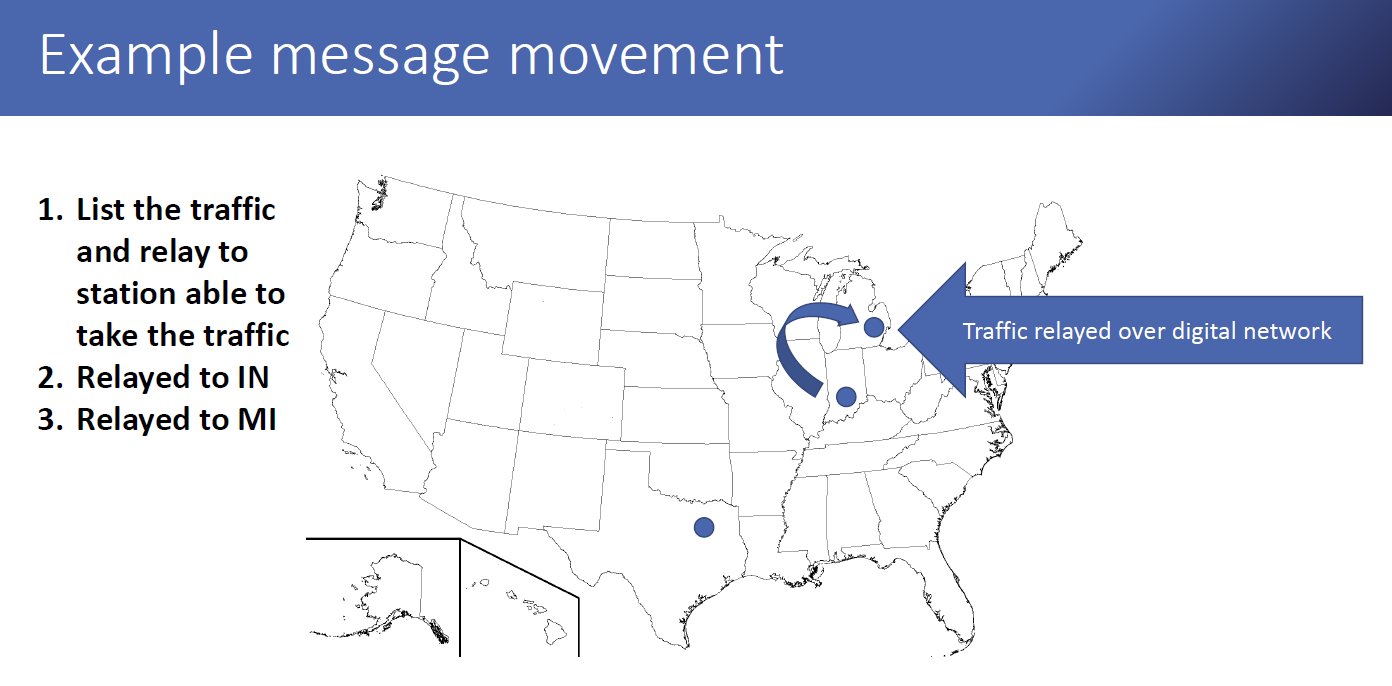 Example message movement
1. List the traffic
and relay to
station able to
take the traffic
2. Relayed to IN
3. Relayed to MI
Traffic relayed over digital network